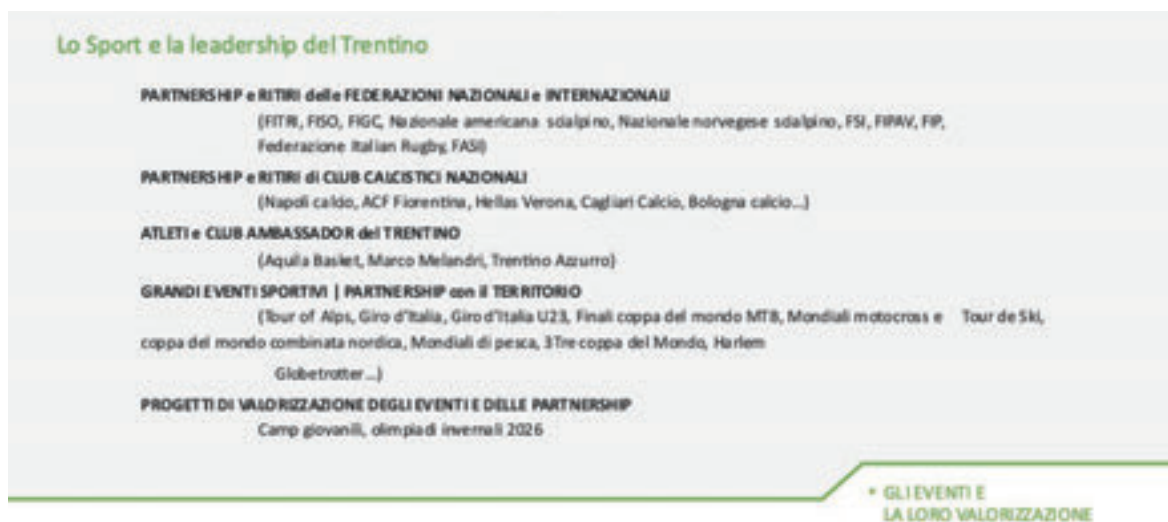 Lo Sport e la leadership del Trentino
PARTNERSHIP e RITIRI delle FEDERAZIONI NAZIONALI e INTERNAZIONALI
(FITRI, FISO, FIGC, Nazionale americana scialpino, Nazionale norvegese scialpino, FSI, FIPAV, FIP,
Federazione Italian Rugby, FASI)
PARTNERSHIP e RITIRI di CLUB CALCISTICI NAZIONALI
(Napoli calcio, ACF Fiorentina, Hellas Verona, Cagliari Calcio, Bologna calcio...)
ATLETI e CLUB AMBASSADOR del TRENTINO
(Aquila Basket, Marco Melandri, Trentino Azzurro)
GRANDI EVENTI SPORTIVI | PARTNERSHIP con il TERRITORIO
(Tour of Alps, Giro d'Italia, Giro d'Italia U23, Finali coppa del mondo MTB, Mondiali motocross e Tour de Ski,
coppa del mondo combinata nordica, Mondiali di pesca, 3Tre coppa del Mondo, Harlem
Globetrotter...)
PROGETTI DI VALORIZZAZIONE DEGLI EVENTI E DELLE PARTNERSHIP
Camp giovanili, olimpiadi invernali 2026
• GLI EVENTI E
LA LORO VALORIZZAZIONE